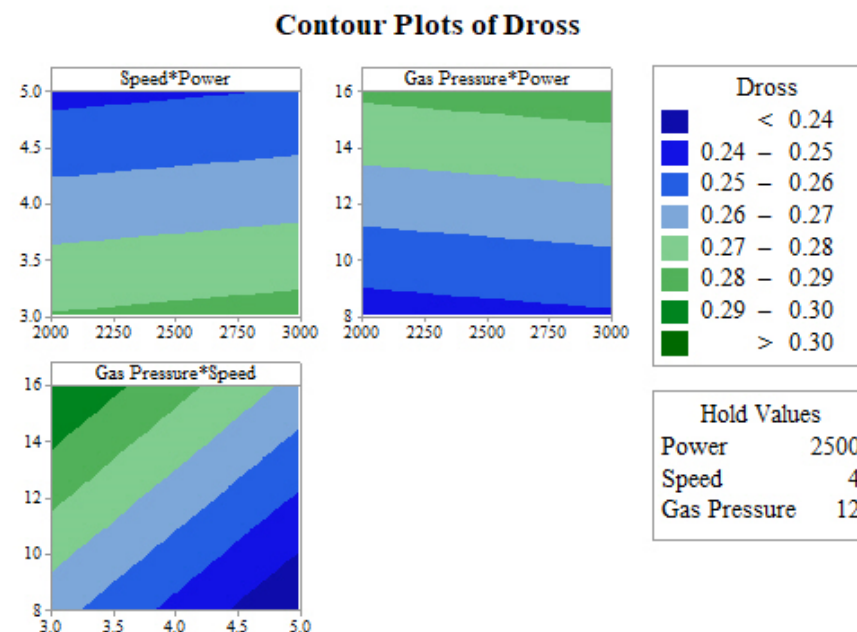 Contour Plots of Dross
Speed*Power
5.0
4.5
4.0
3.5
3.0
2000 2250 2500 2750 3000
Gas Pressure*Power
16
14
12
10
8
2000 2250 2500 2750 3000
Gas Pressure*Speed
16
14
12
10
8
3.0 3.5 4.0 4.5 5.0
Dross
< 0.24
0.24 – 0.25
0.25 – 0.26
0.26 – 0.27
0.27 – 0.28
0.28 – 0.29
0.29 – 0.30
> 0.30
Hold Values
Power 2500
Speed 4
Gas Pressure 12